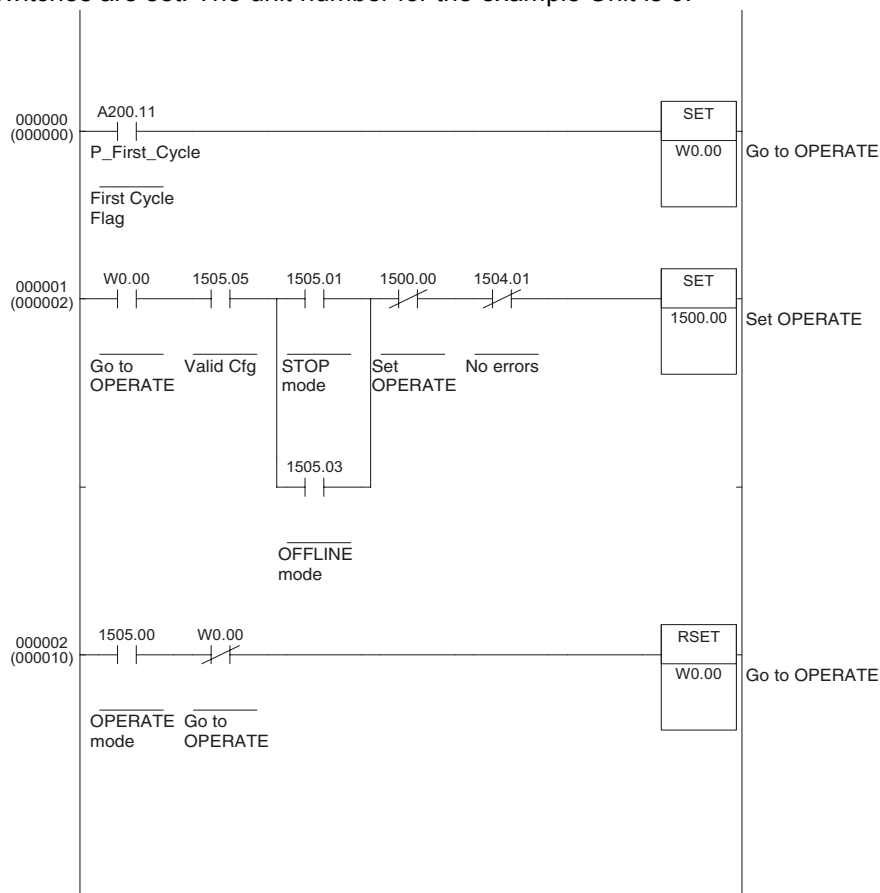 switches are set. The unit number for the example Unit is 0.
000000
(000000)
A200.11
P_First_Cycle
First Cycle
Flag
SET
W0.00
Go to OPERATE
000001
(000002)
W0.00 1505.05 1505.01 1500.00 1504.01
Go to
OPERATE
Valid Cfg
STOP
mode
Set
OPERATE
No errors
SET
1500.00
Set OPERATE
1505.03
OFFLINE
mode
000002
(000010)
1505.00 W0.00
OPERATE
mode
Go to
OPERATE
RSET
W0.00
Go to OPERATE